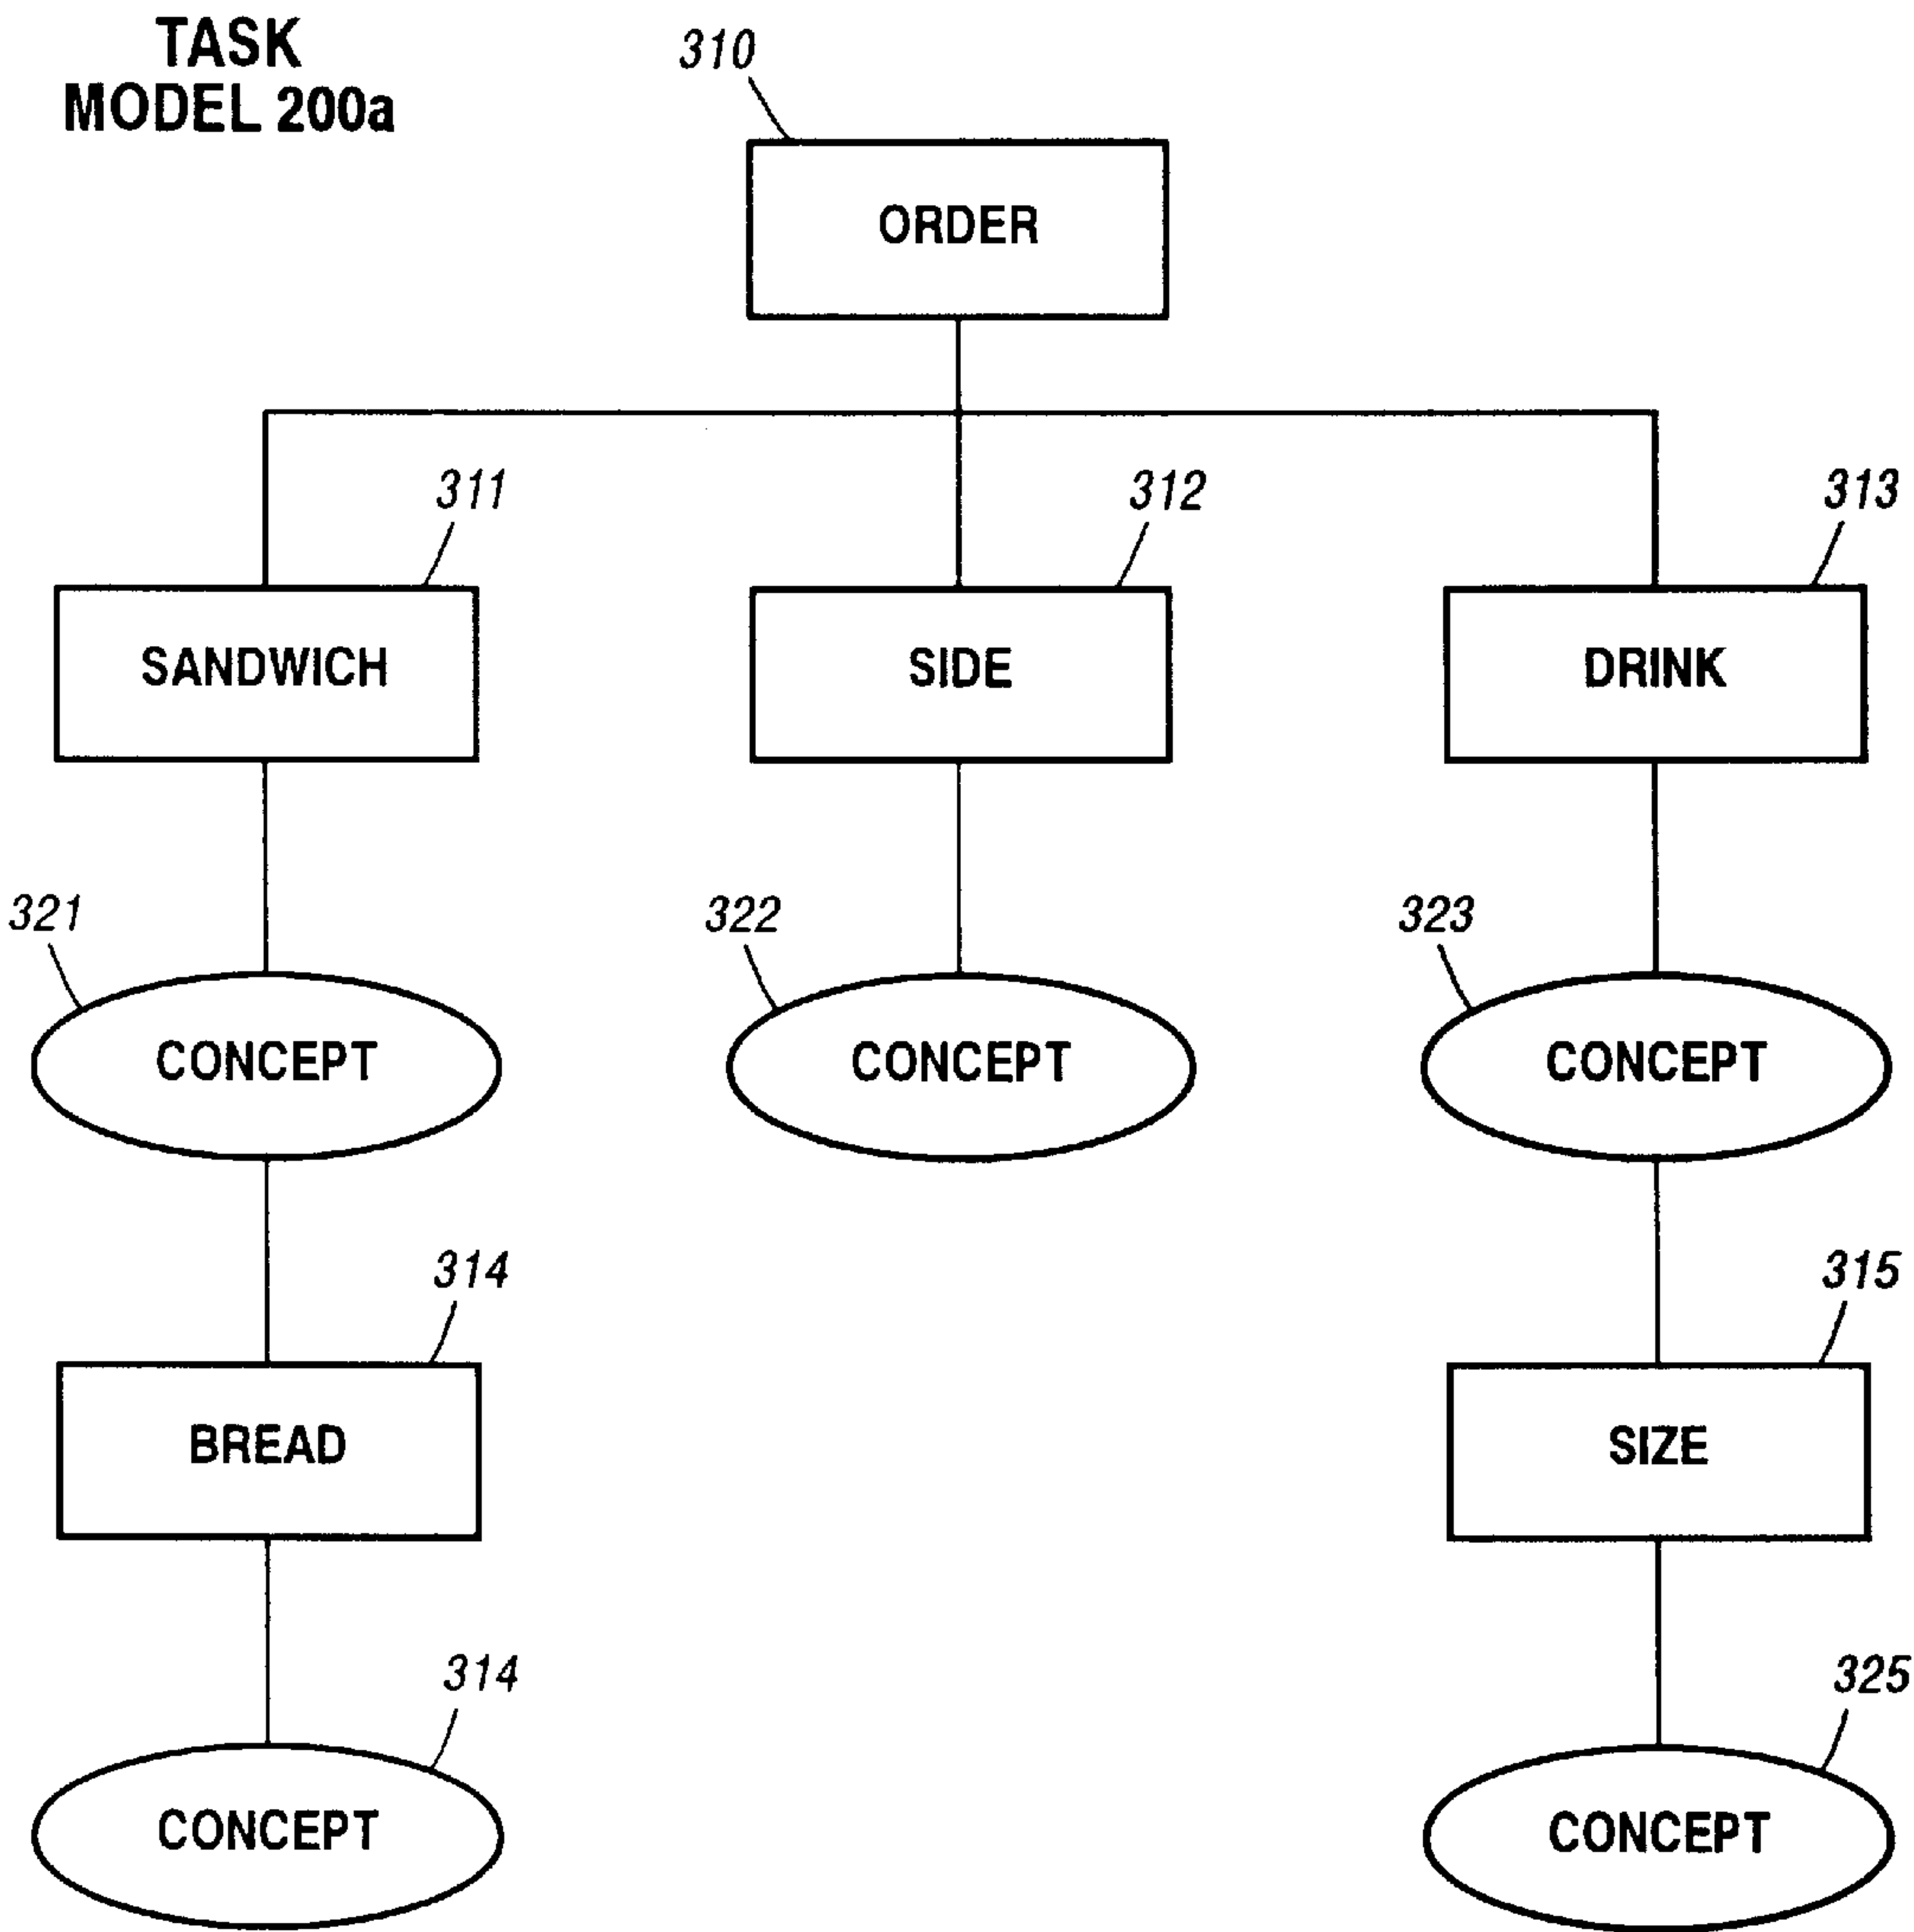 TASK
MODEL 200a
310
ORDER
311
312
313
SANDWICH
SIDE
DRINK
321
322
323
CONCEPT
CONCEPT
CONCEPT
314
315
BREAD
SIZE
314
325
CONCEPT
CONCEPT